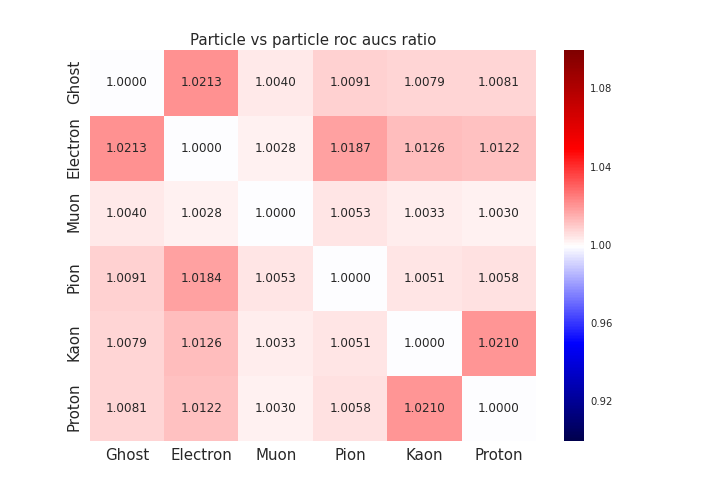 Particle vs particle roc aucs ratio
Ghost 1.0000 1.0213 1.0040 1.0091 1.0079 1.0081
Electron 1.0213 1.0000 1.0028 1.0187 1.0126 1.0122
Muon 1.0040 1.0028 1.0000 1.0053 1.0033 1.0030
Pion 1.0091 1.0184 1.0053 1.0000 1.0051 1.0058
Kaon 1.0079 1.0126 1.0033 1.0051 1.0000 1.0210
Proton 1.0081 1.0122 1.0030 1.0058 1.0210 1.0000
Ghost Electron Muon Pion Kaon Proton
1.08
1.04
1.00
0.96
0.92